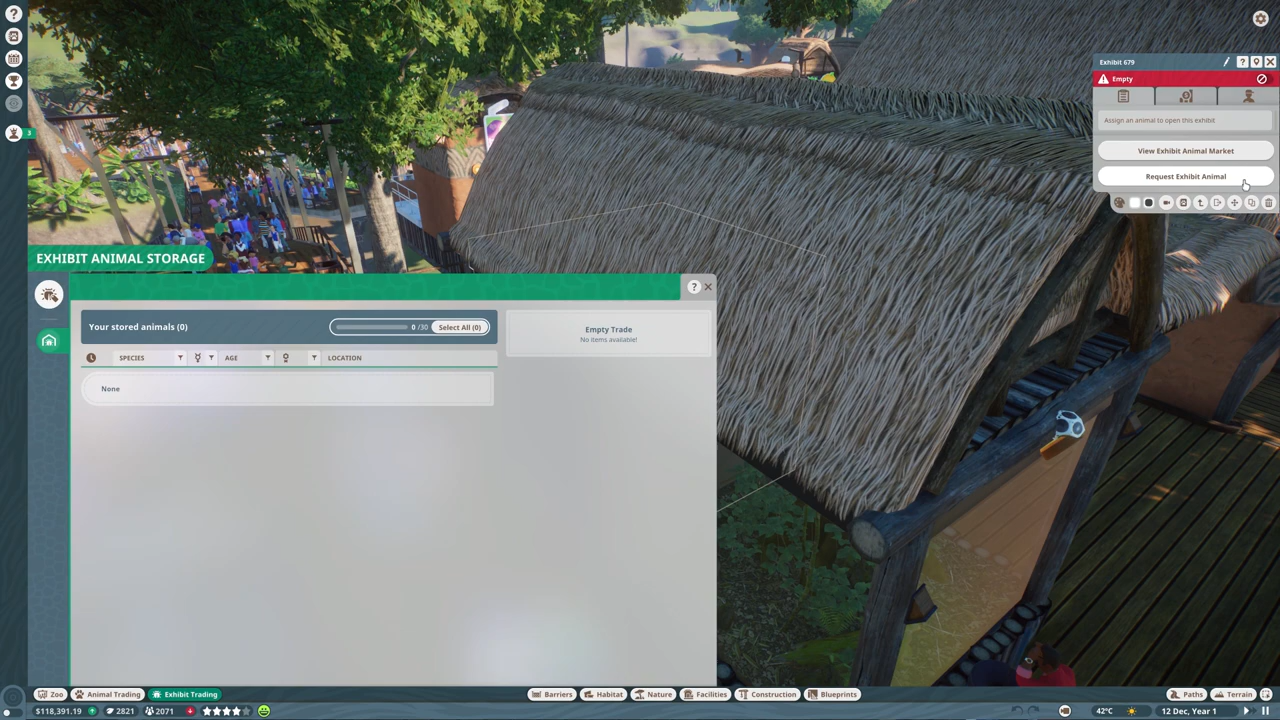 ?
3
Exhibit 679
?
Empty
Assign an animal to open this exhibit
View Exhibit Animal Market
Request Exhibit Animal
EXHIBIT ANIMAL STORAGE
?
Your stored animals (0)
0 /30
Select All (0)
SPECIES
AGE
LOCATION
None
Empty Trade
No items available!
Zoo
Animal Trading
Exhibit Trading
Barriers
Habitat
Nature
Facilities
Construction
Blueprints
Paths
Terrain
$118,391.19
2821
2071
42°C
12 Dec, Year 1